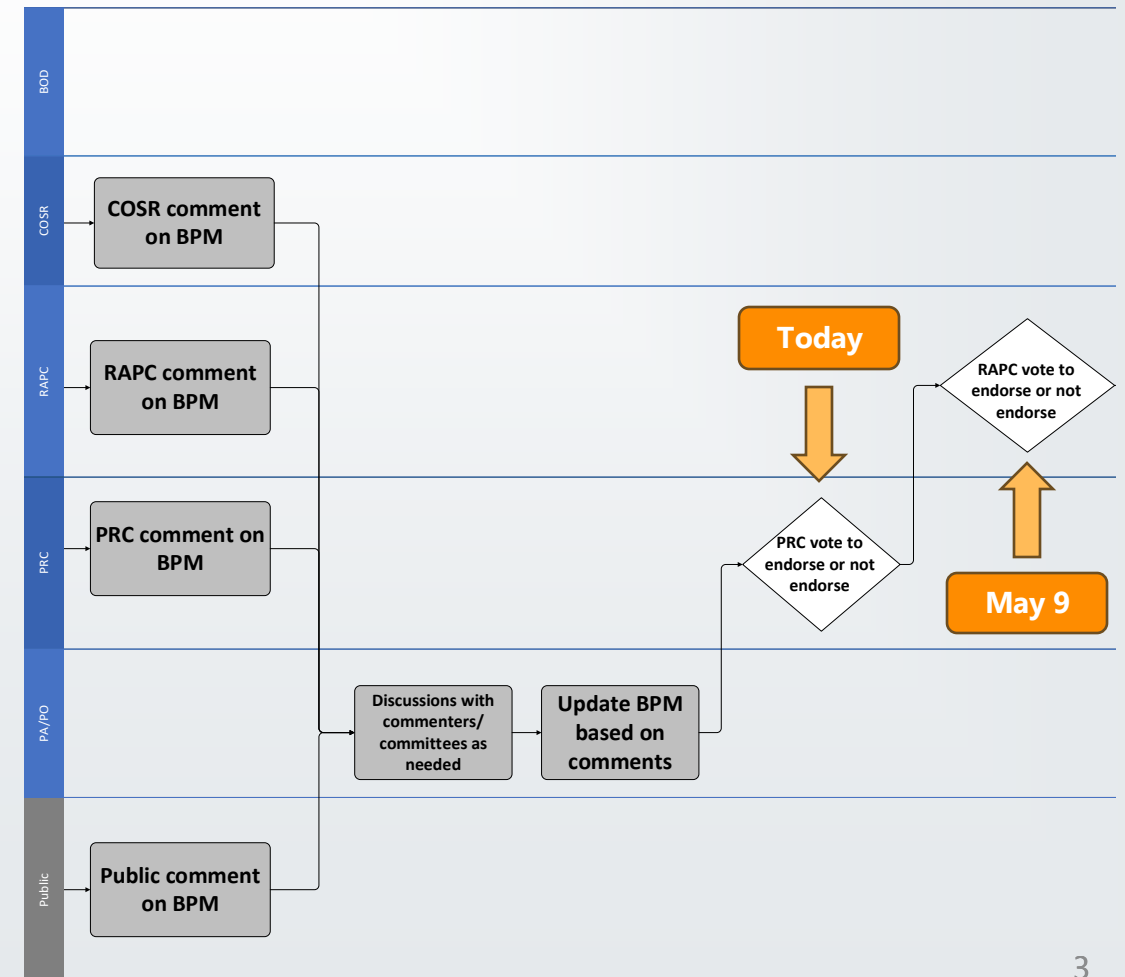 BOD
COSR
COSR comment
on BPM
RAPC
RAPC comment
on BPM
Today
RAPC vote to
endorse or not
endorse
PRC
PRC comment on
BPM
PRC vote to
endorse or not
endorse
May 9
PA/PO
Discussions with
commenters/
committees as
needed
Update BPM
based on
comments
Public
Public comment
on BPM
3